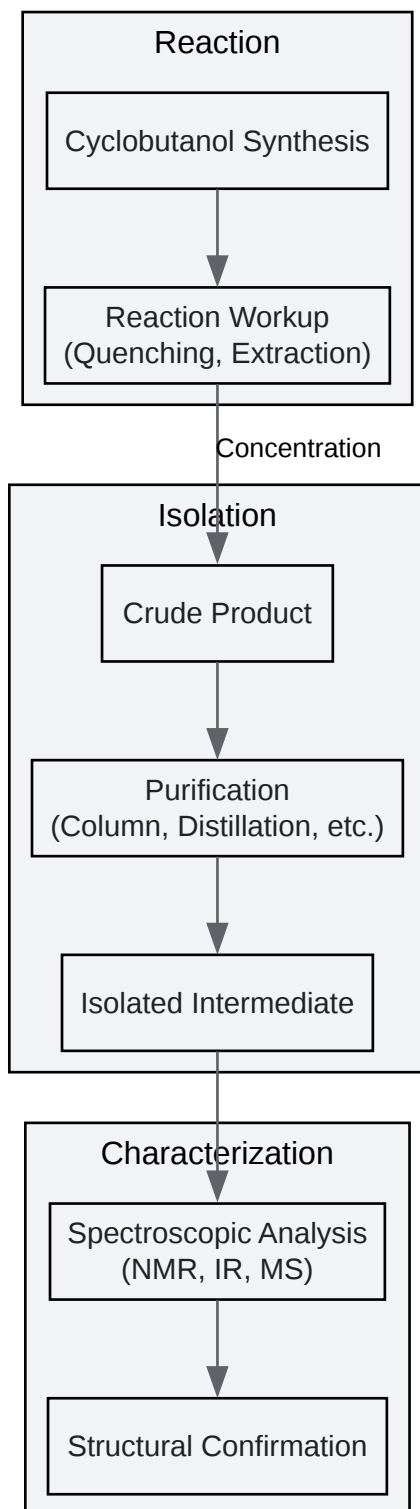 Reaction
Cyclobutanol Synthesis
Reaction Workup
(Quenching, Extraction)
Concentration
Isolation
Crude Product
Purification
(Column, Distillation, etc.)
Isolated Intermediate
Characterization
Spectroscopic Analysis
(NMR, IR, MS)
Structural Confirmation